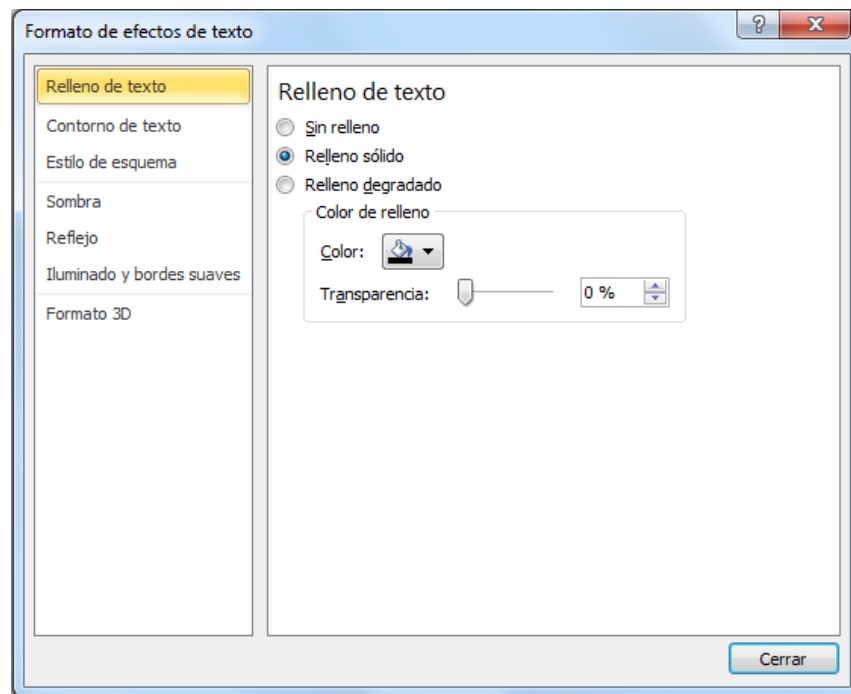 Formato de efectos de texto
?
Relleno de texto
Contorno de texto
Estilo de esquema
Sombra
Reflejo
Iluminado y bordes suaves
Formato 3D
Relleno de texto
Sin relleno
Relleno sólido
Relleno degradado
Color de relleno
Color:
Transparencia: 0 %
Cerrar